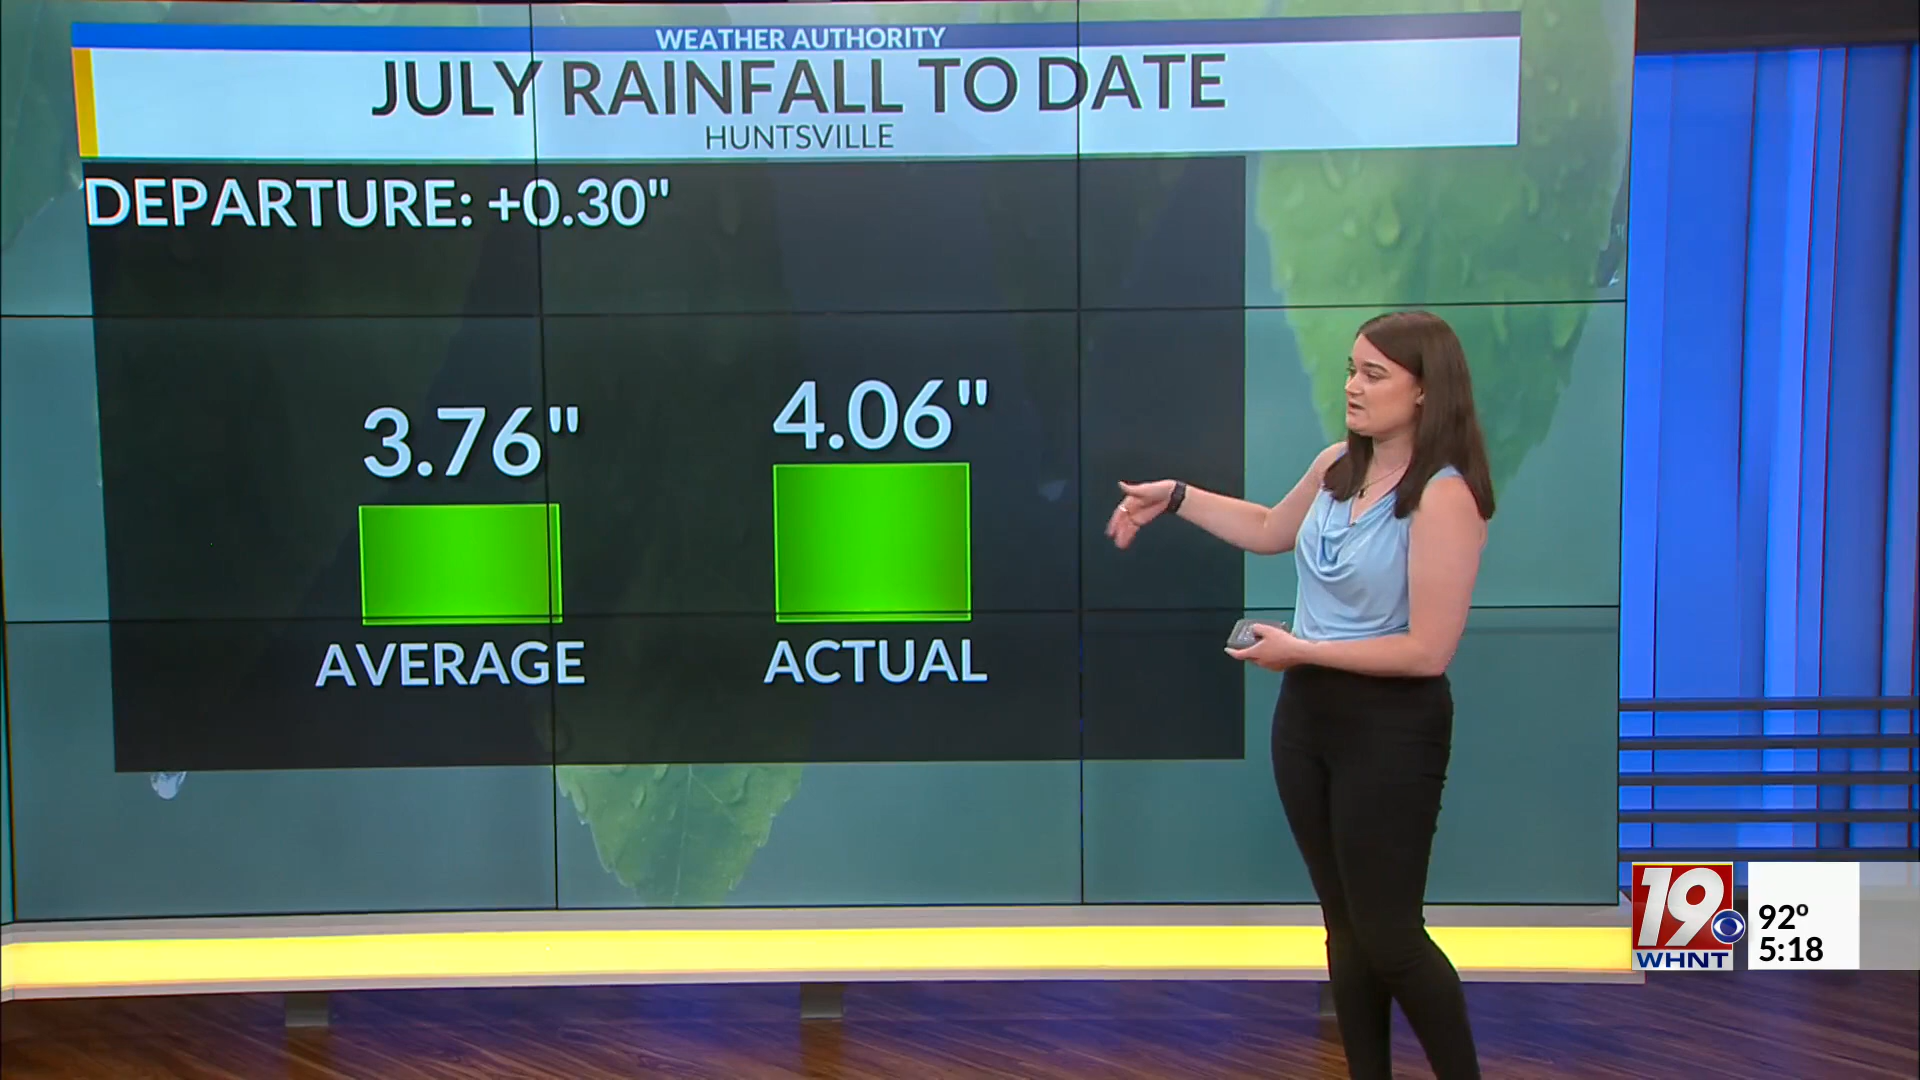 WEATHER AUTHORITY
JULY RAINFALL TO DATE
HUNTSVILLE
DEPARTURE: +0.30"
3.76"
4.06"
AVERAGE
ACTUAL
19
WHNT
92º
5:18